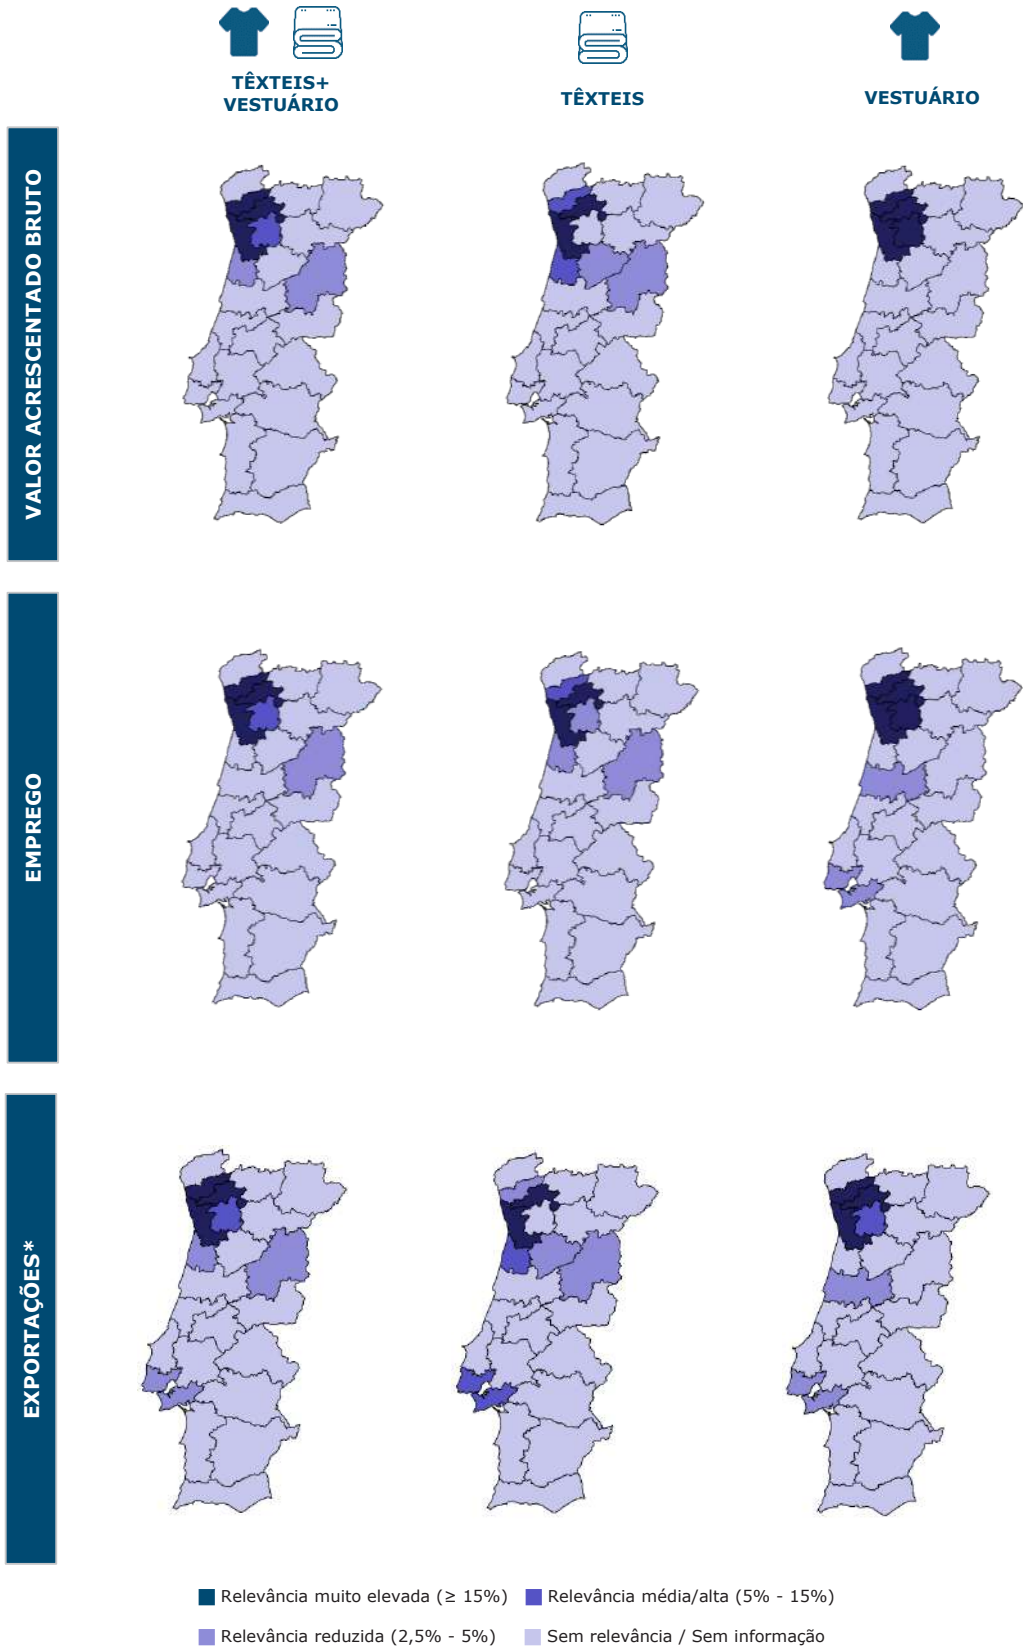 TÊXTEIS+
VESTUÁRIO
TÊXTEIS
VESTUÁRIO
VALOR ACRESCENTADO BRUTO
EMPREGO
EXPORTAÇÕES*
Relevância muito elevada (≥ 15%)
Relevância média/alta (5% - 15%)
Relevância reduzida (2,5% - 5%)
Sem relevância / Sem informação